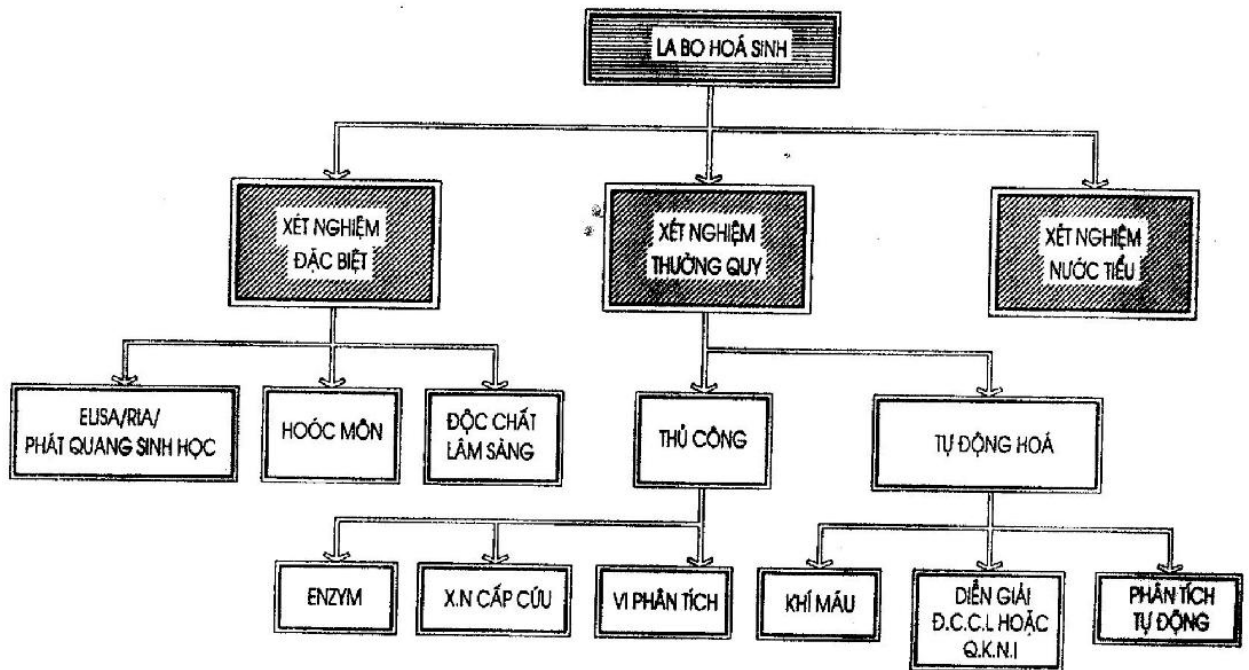 LA BO HOÁ SINH
XÉT NGHIỆM
ĐẶC BIỆT
XÉT NGHIỆM
THƯỜNG QUY
XÉT NGHIỆM
NƯỚC TIỂU
ELISA/RIA/
PHÁT QUANG SINH HỌC
HOÓC MÔN
ĐỘC CHẤT
LÂM SÀNG
THỦ CÔNG
TỰ ĐỘNG HOÁ
ENZYM
X.N CẤP CỨU
VI PHÂN TÍCH
KHÍ MÁU
DIỄN GIẢI
Đ.C.C.L HOẶC
Q.K.N.I
PHÂN TÍCH
TỰ ĐỘNG